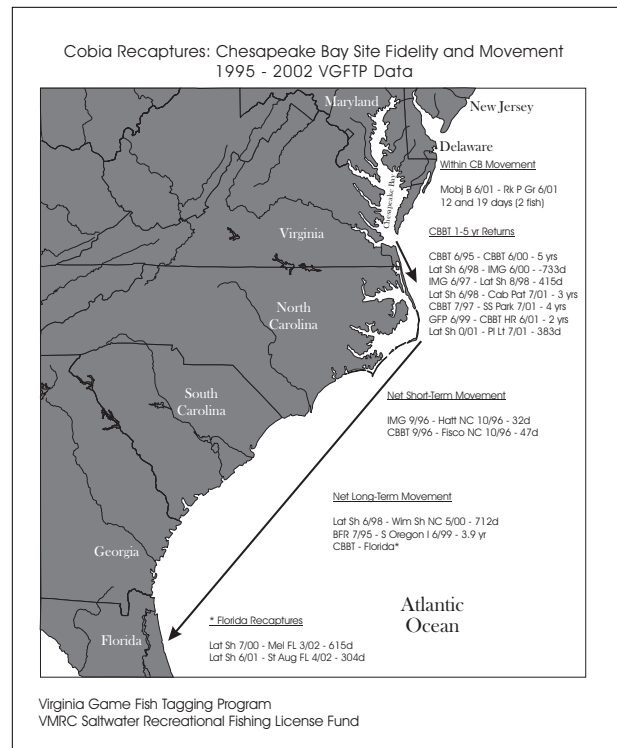 Cobia Recaptures: Chesapeake Bay Site Fidelity and Movement
1995 - 2002 VGFTP Data
Maryland
New Jersey
Delaware
Within CB Movement
Mobj B 6/01 - Rk P Gr 6/01
12 and 19 days (2 fish)
Chesapeake Bay
Virginia
CBBT 1-5 yr Returns
CBBT 6/95 - CBBT 6/00 - 5 yrs
Lat Sh 6/98 - IMG 6/00 - -733d
IMG 6/97 - Lat Sh 8/98 - 415d
Lat Sh 6/98 - Cab Pat 7/01 - 3 yrs
CBBT 7/97 - SS Park 7/01 - 4 yrs
GFP 6/99 - CBBT HR 6/01 - 2 yrs
Lat Sh 0/01 - Pl Lt 7/01 - 383d
North
Carolina
South
Carolina
Net Short-Term Movement
IMG 9/96 - Hatt NC 10/96 - 32d
CBBT 9/96 - Fisco NC 10/96 - 47d
Net Long-Term Movement
Lat Sh 6/98 - Wim Sh NC 5/00 - 712d
BFR 7/95 - S Oregon I 6/99 - 3.9 yr
CBBT - Florida*
Georgia
Atlantic
Ocean
Florida
* Florida Recaptures
Lat Sh 7/00 - Mel FL 3/02 - 615d
Lat Sh 6/01 - St Aug FL 4/02 - 304d
Virginia Game Fish Tagging Program
VMRC Saltwater Recreational Fishing License Fund